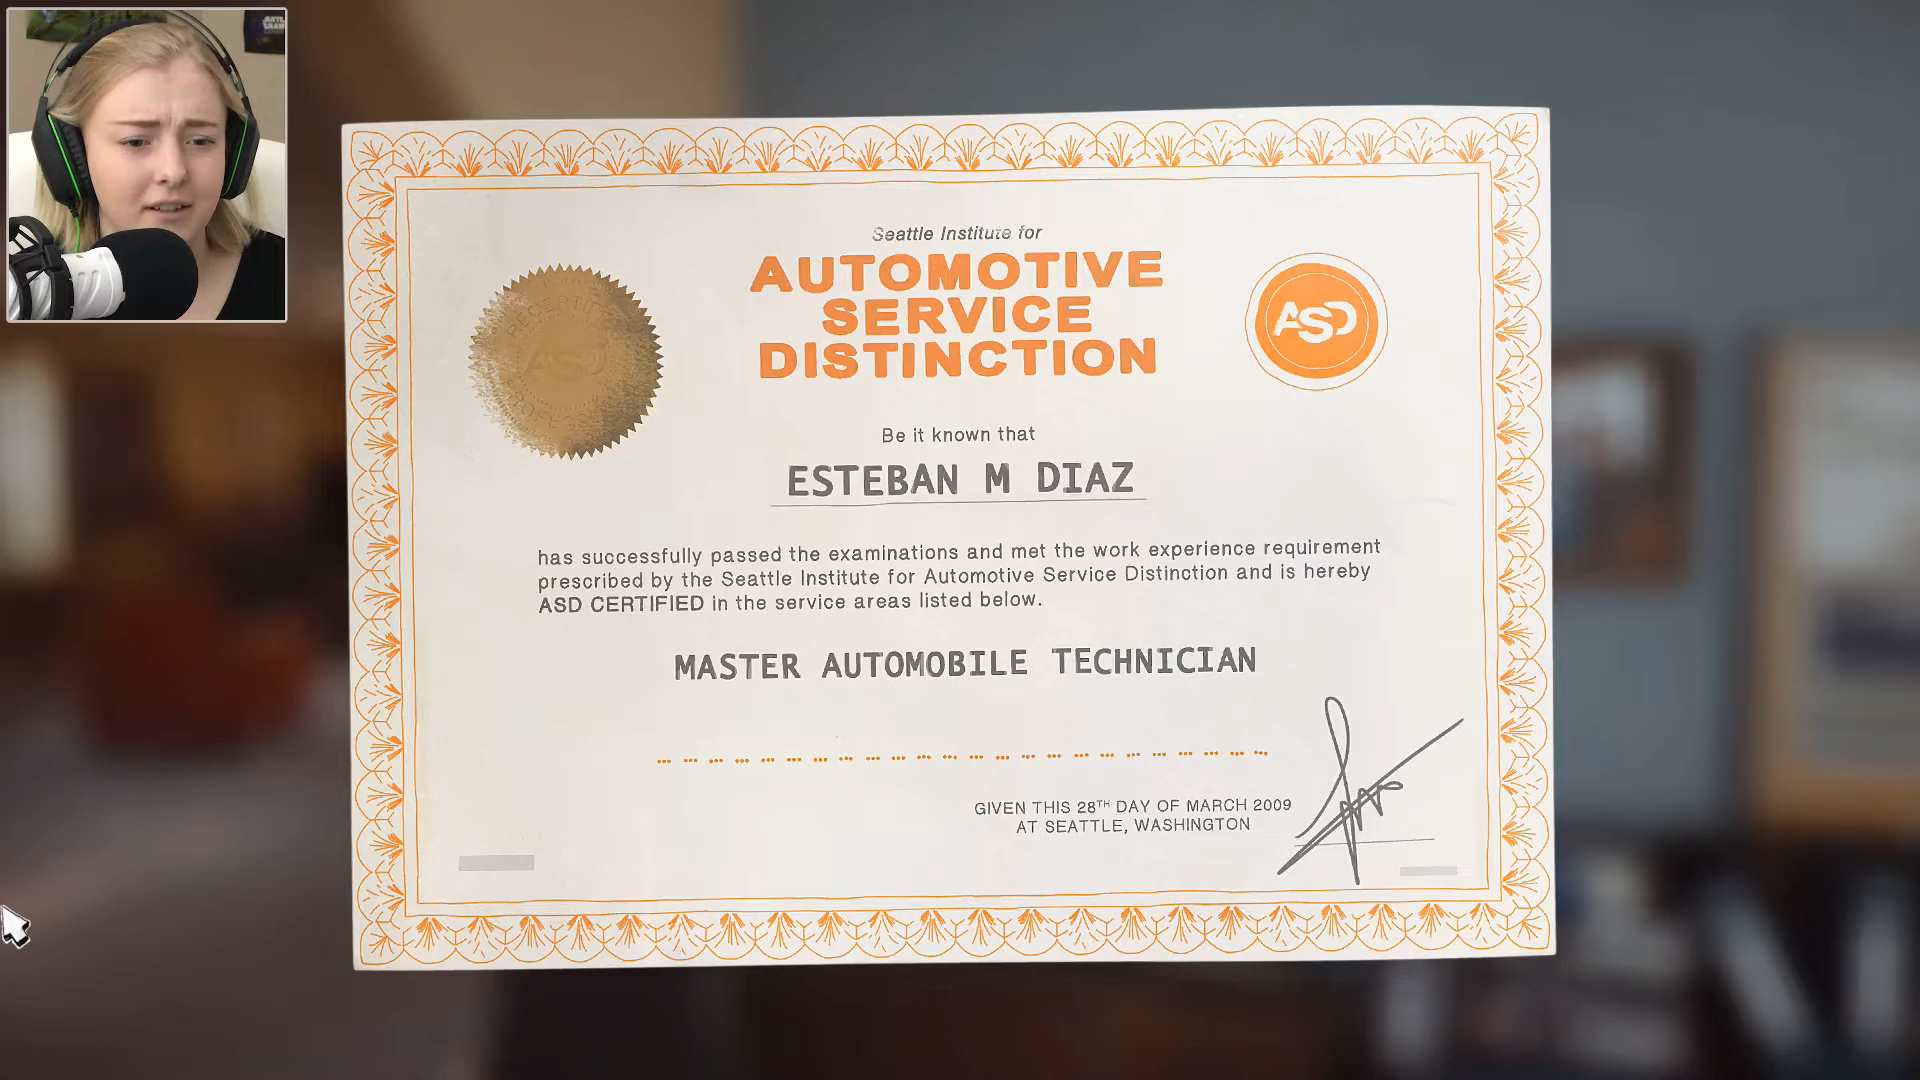 Seattle Institute for
AUTOMOTIVE
SERVICE
DISTINCTION
ASD
Be it known that
ESTEBAN M DIAZ
has successfully passed the examinations and met the work experience requirement
prescribed by the Seattle Institute for Automotive Service Distinction and is hereby
ASD CERTIFIED in the service areas listed below.
MASTER AUTOMOBILE TECHNICIAN
GIVEN THIS 28TH DAY OF MARCH 2009
AT SEATTLE, WASHINGTON